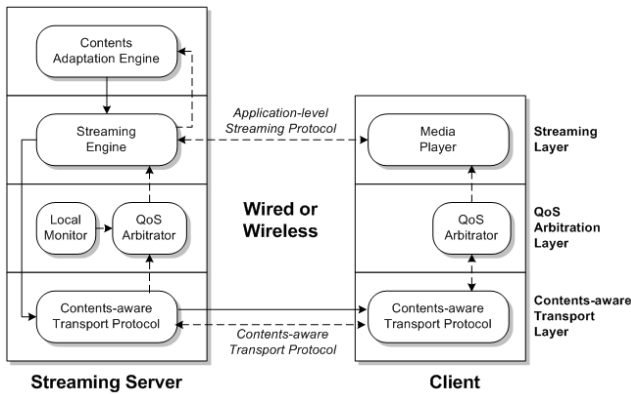 Contents
Adaptation Engine
Streaming
Engine
Application-level
Streaming Protocol
Media
Player
Streaming
Layer
Local
Monitor
QoS
Arbitrator
Wired or
Wireless
QoS
Arbitrator
QoS
Arbitration
Layer
Contents-aware
Transport Protocol
Contents-aware
Transport Protocol
Contents-aware
Transport Protocol
Contents-aware
Transport
Layer
Streaming Server
Client